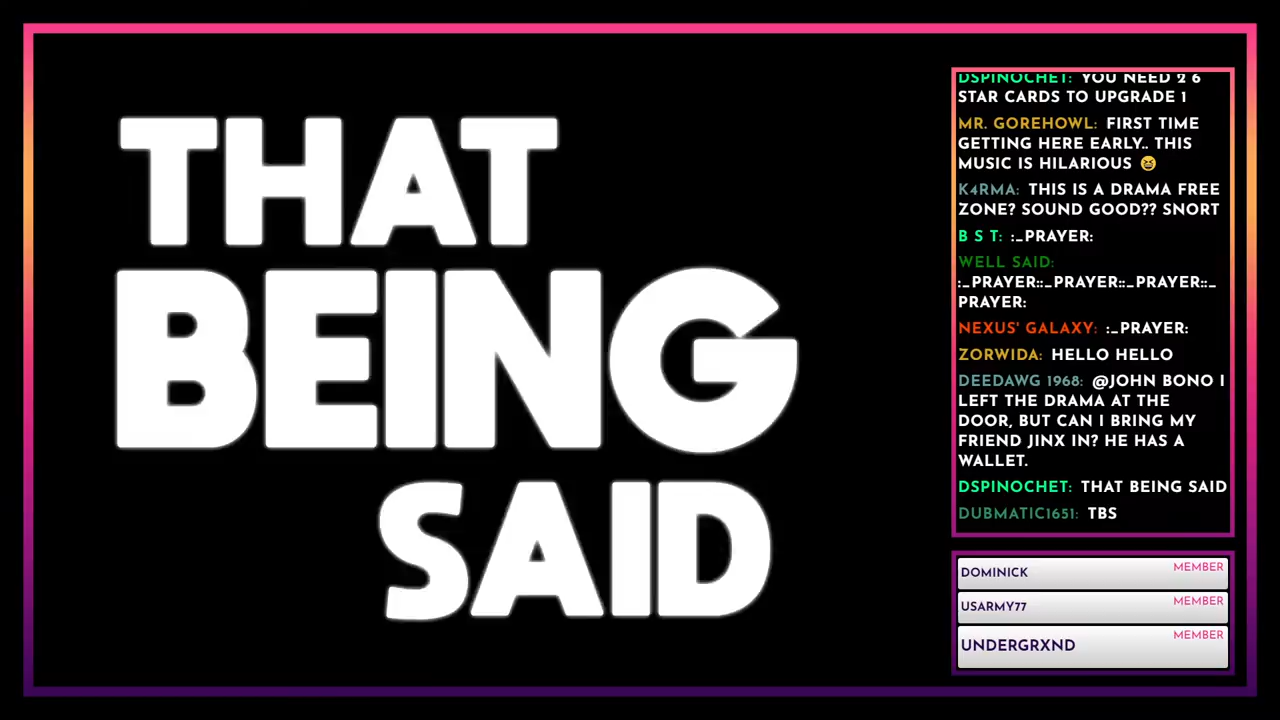 THAT
BEING
SAID
DSPINOCHET: YOU NEED 2 6
STAR CARDS TO UPGRADE 1
MR. GOREHOWL: FIRST TIME
GETTING HERE EARLY.. THIS
MUSIC IS HILARIOUS 😆
K4RMA: THIS IS A DRAMA FREE
ZONE? SOUND GOOD?? SNORT
B S T: :_PRAYER:
WELL SAID:
:_PRAYER::_PRAYER::_PRAYER::_
PRAYER:
NEXUS' GALAXY: :_PRAYER:
ZORWIDA: HELLO HELLO
DEEDAWG 1968: @JOHN BONO I
LEFT THE DRAMA AT THE
DOOR, BUT CAN I BRING MY
FRIEND JINX IN? HE HAS A
WALLET.
DSPINOCHET: THAT BEING SAID
DUBMATIC1651: TBS
DOMINICK MEMBER
USARMY77 MEMBER
UNDERGRXND MEMBER